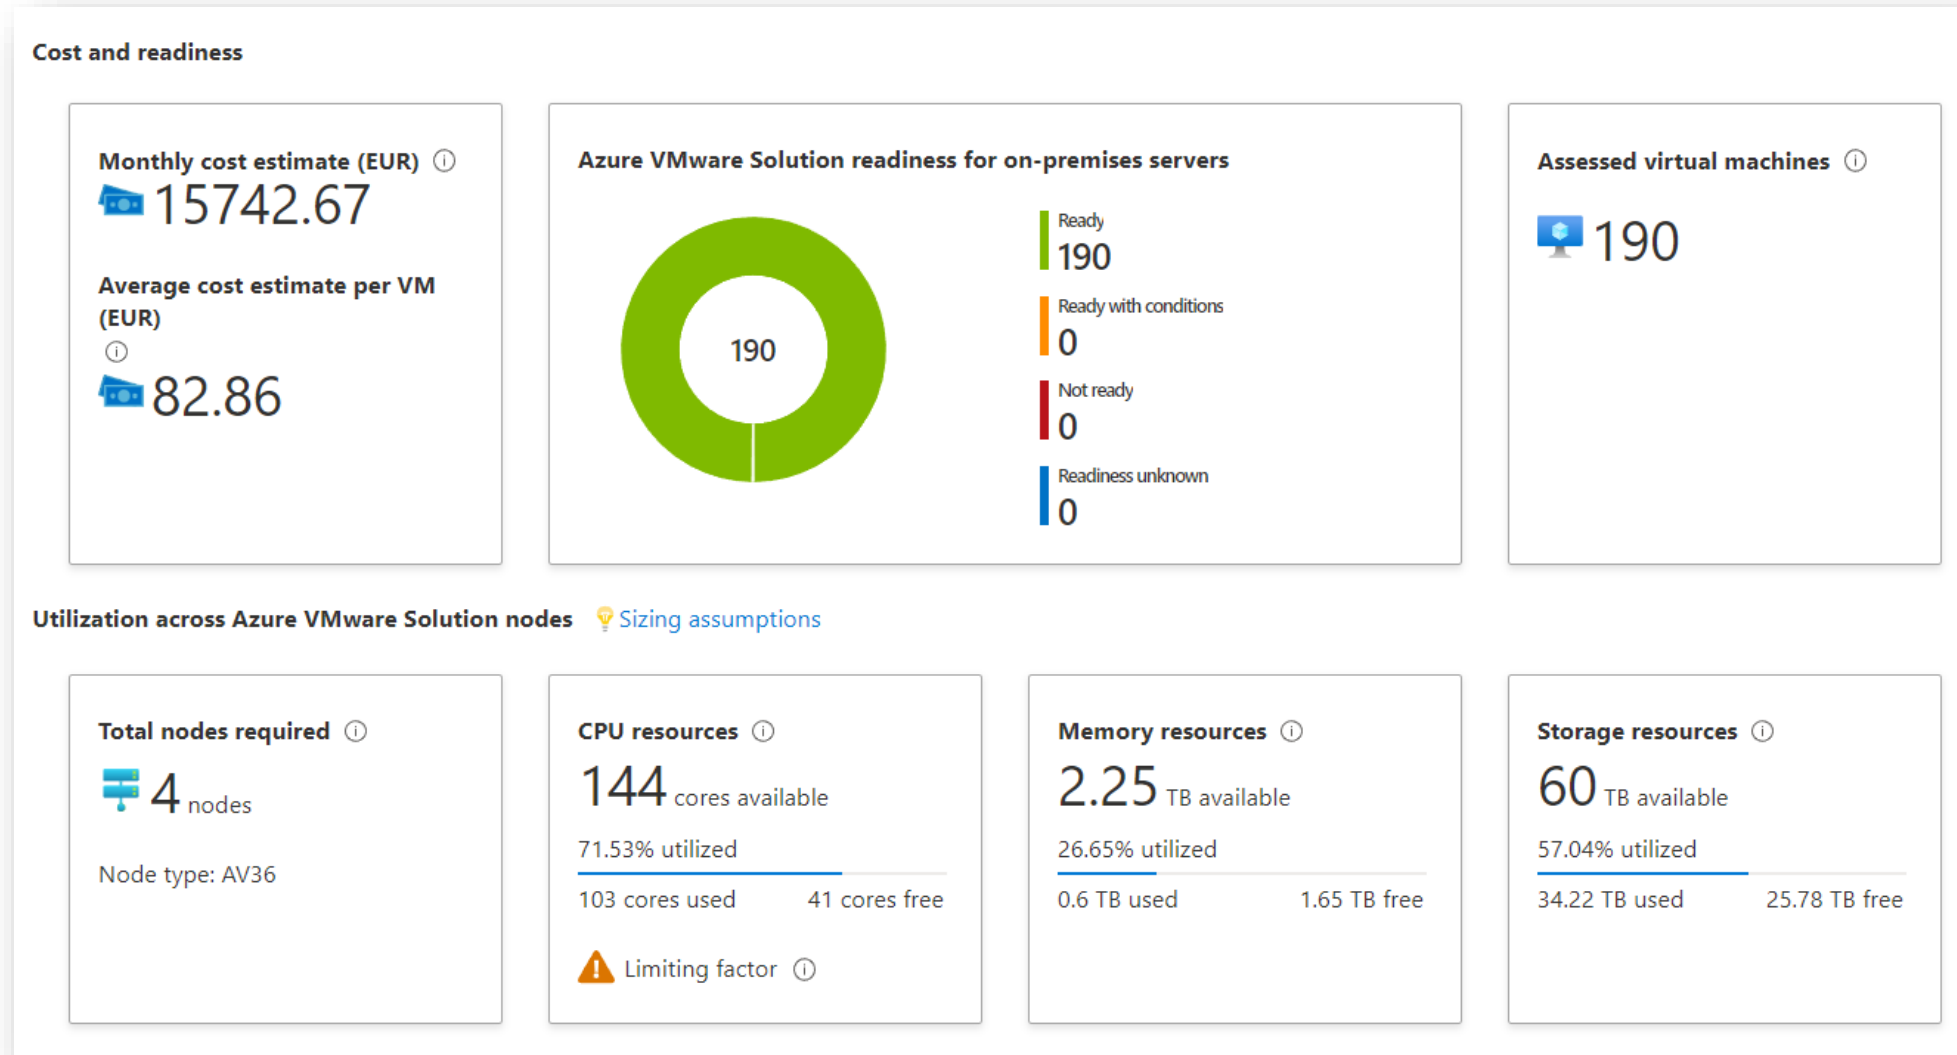 Cost and readiness
Monthly cost estimate (EUR)
15742.67
Average cost estimate per VM
(EUR)
82.86
Azure VMware Solution readiness for on-premises servers
190
Ready
190
Ready with conditions
0
Not ready
0
Readiness unknown
0
Assessed virtual machines
190
Utilization across Azure VMware Solution nodes Sizing assumptions
Total nodes required
4 nodes
Node type: AV36
CPU resources
144 cores available
71.53% utilized
103 cores used 41 cores free
Limiting factor
Memory resources
2.25 TB available
26.65% utilized
0.6 TB used 1.65 TB free
Storage resources
60 TB available
57.04% utilized
34.22 TB used 25.78 TB free